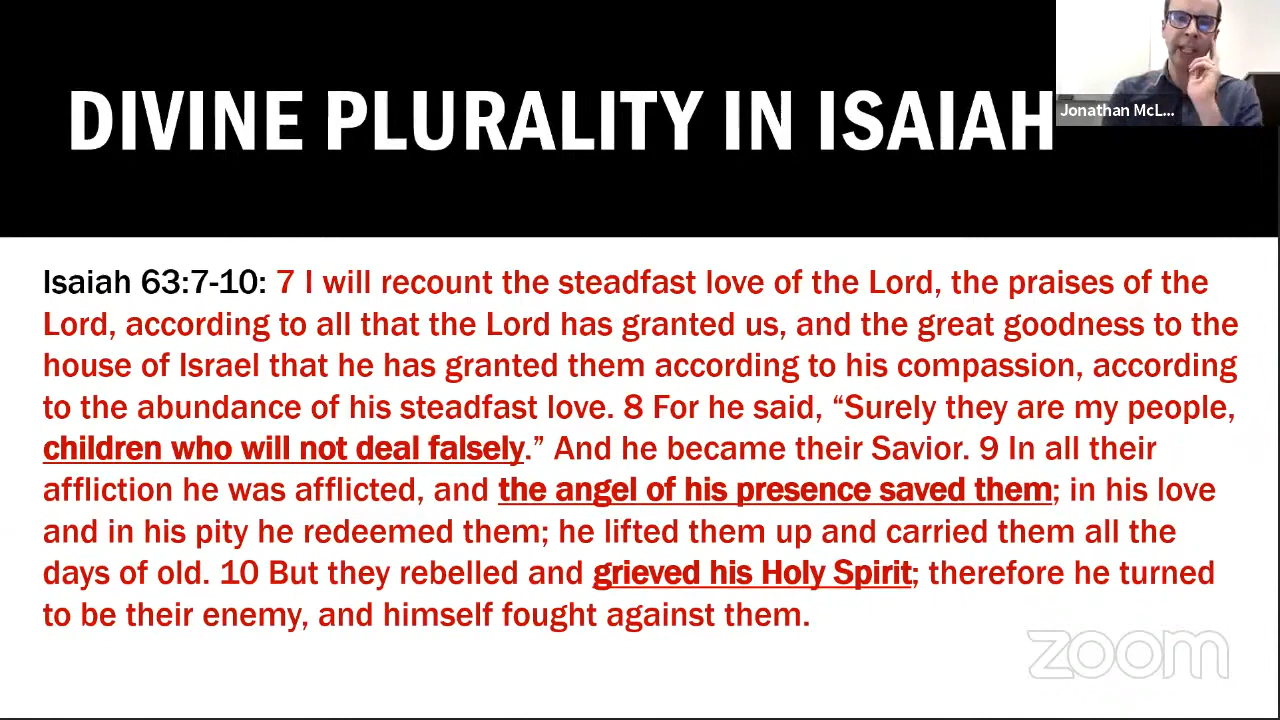 DIVINE PLURALITY IN ISAIAH
Jonathan McL...
Isaiah 63:7-10: 7 I will recount the steadfast love of the Lord, the praises of the
Lord, according to all that the Lord has granted us, and the great goodness to the
house of Israel that he has granted them according to his compassion, according
to the abundance of his steadfast love. 8 For he said, “Surely they are my people,
children who will not deal falsely.” And he became their Savior. 9 In all their
affliction he was afflicted, and the angel of his presence saved them; in his love
and in his pity he redeemed them; he lifted them up and carried them all the
days of old. 10 But they rebelled and grieved his Holy Spirit; therefore he turned
to be their enemy, and himself fought against them.
zoom